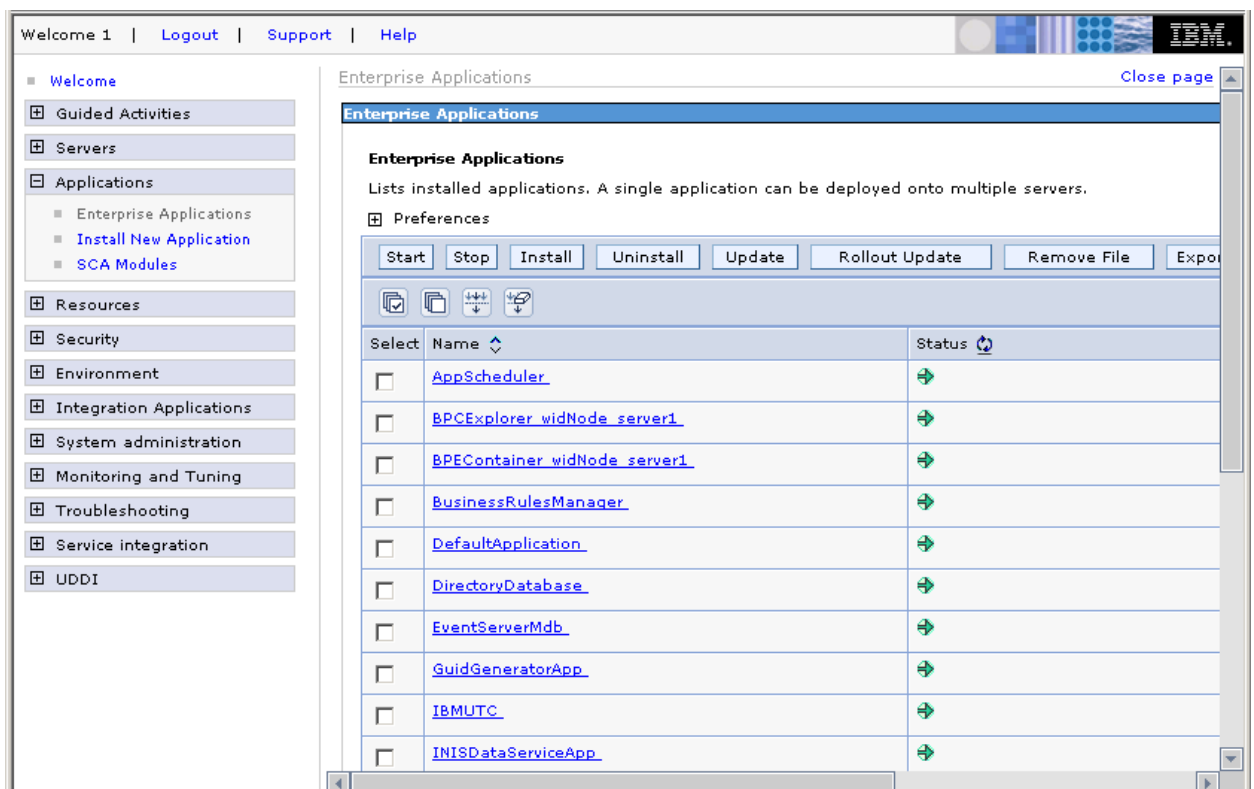 Welcome 1 | Logout | Support | Help
IBM.
Welcome
Guided Activities
Servers
Applications
Enterprise Applications
Install New Application
SCA Modules
Resources
Security
Environment
Integration Applications
System administration
Monitoring and Tuning
Troubleshooting
Service integration
UDDI
Enterprise Applications Close page
Enterprise Applications
Enterprise Applications
Lists installed applications. A single application can be deployed onto multiple servers.
Preferences
Start Stop Install Uninstall Update Rollout Update Remove File Expo
Select Name Status
AppScheduler
BPCExplorer_widNode_server1
BPEContainer_widNode_server1
BusinessRulesManager
DefaultApplication
DirectoryDatabase
EventServerMdb
GuidGeneratorApp
IBMUTC
INISDataServiceApp